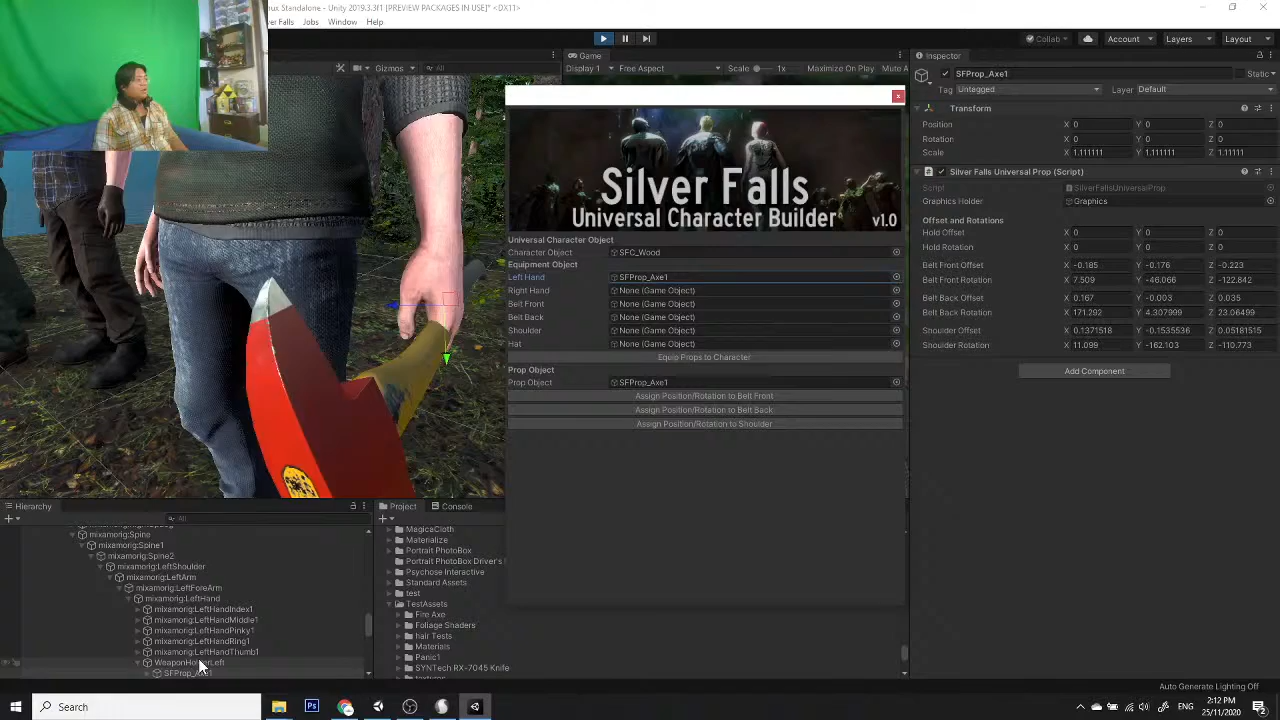 nux Standalone - Unity 2019.3.3f1 [PREVIEW PACKAGES IN USE]* <DX11>
ver Falls Jobs Window Help
Collab Account Layers Layout
Gizmos All
Game
Display 1 Free Aspect Scale 1x Maximize On Play Mute A
Silver Falls
Universal Character Builder v1.0
Universal Character Object
Character Object SFC_Wood
Equipment Object
Left Hand SFProp_Axe1
Right Hand None (Game Object)
Belt Front None (Game Object)
Belt Back None (Game Object)
Shoulder None (Game Object)
Hat None (Game Object)
Equip Props to Character
Prop Object
Prop Object SFProp_Axe1
Assign Position/Rotation to Belt Front
Assign Position/Rotation to Belt Back
Assign Position/Rotation to Shoulder
Inspector
SFProp_Axe1 Static
Tag Untagged Layer Default
Transform
Position X 0 Y 0 Z 0
Rotation X 0 Y 0 Z 0
Scale X 1.111111 Y 1.111111 Z 1.11111
Silver Falls Universal Prop (Script)
Script SilverFallsUniversalProp
Graphics Holder Graphics
Offset and Rotations
Hold Offset X 0 Y 0 Z 0
Hold Rotation X 0 Y 0 Z 0
Belt Front Offset X -0.185 Y -0.176 Z -0.223
Belt Front Rotation X 7.509 Y -46.066 Z -122.842
Belt Back Offset X 0.167 Y -0.003 Z 0.035
Belt Back Rotation X 171.292 Y 4.307999 Z 23.06499
Shoulder Offset X 0.1371518 Y -0.1535536 Z 0.05181515
Shoulder Rotation X 11.099 Y -162.103 Z -110.773
Add Component
Hierarchy
All
mixamorig:Spine
mixamorig:Spine1
mixamorig:Spine2
mixamorig:LeftShoulder
mixamorig:LeftArm
mixamorig:LeftForeArm
mixamorig:LeftHand
mixamorig:LeftHandIndex1
mixamorig:LeftHandMiddle1
mixamorig:LeftHandPinky1
mixamorig:LeftHandRing1
mixamorig:LeftHandThumb1
SFProp_Axe1
Project Console
MagicaCloth
Materialize
Portrait PhotoBox
Portrait PhotoBox Driver's
Psychose Interactive
Standard Assets
test
TestAssets
Fire Axe
Foliage Shaders
hair Tests
Materials
Panic1
SYNTech RX-7045 Knife
Auto Generate Lighting Off
Search
2:12 PM
25/11/2020